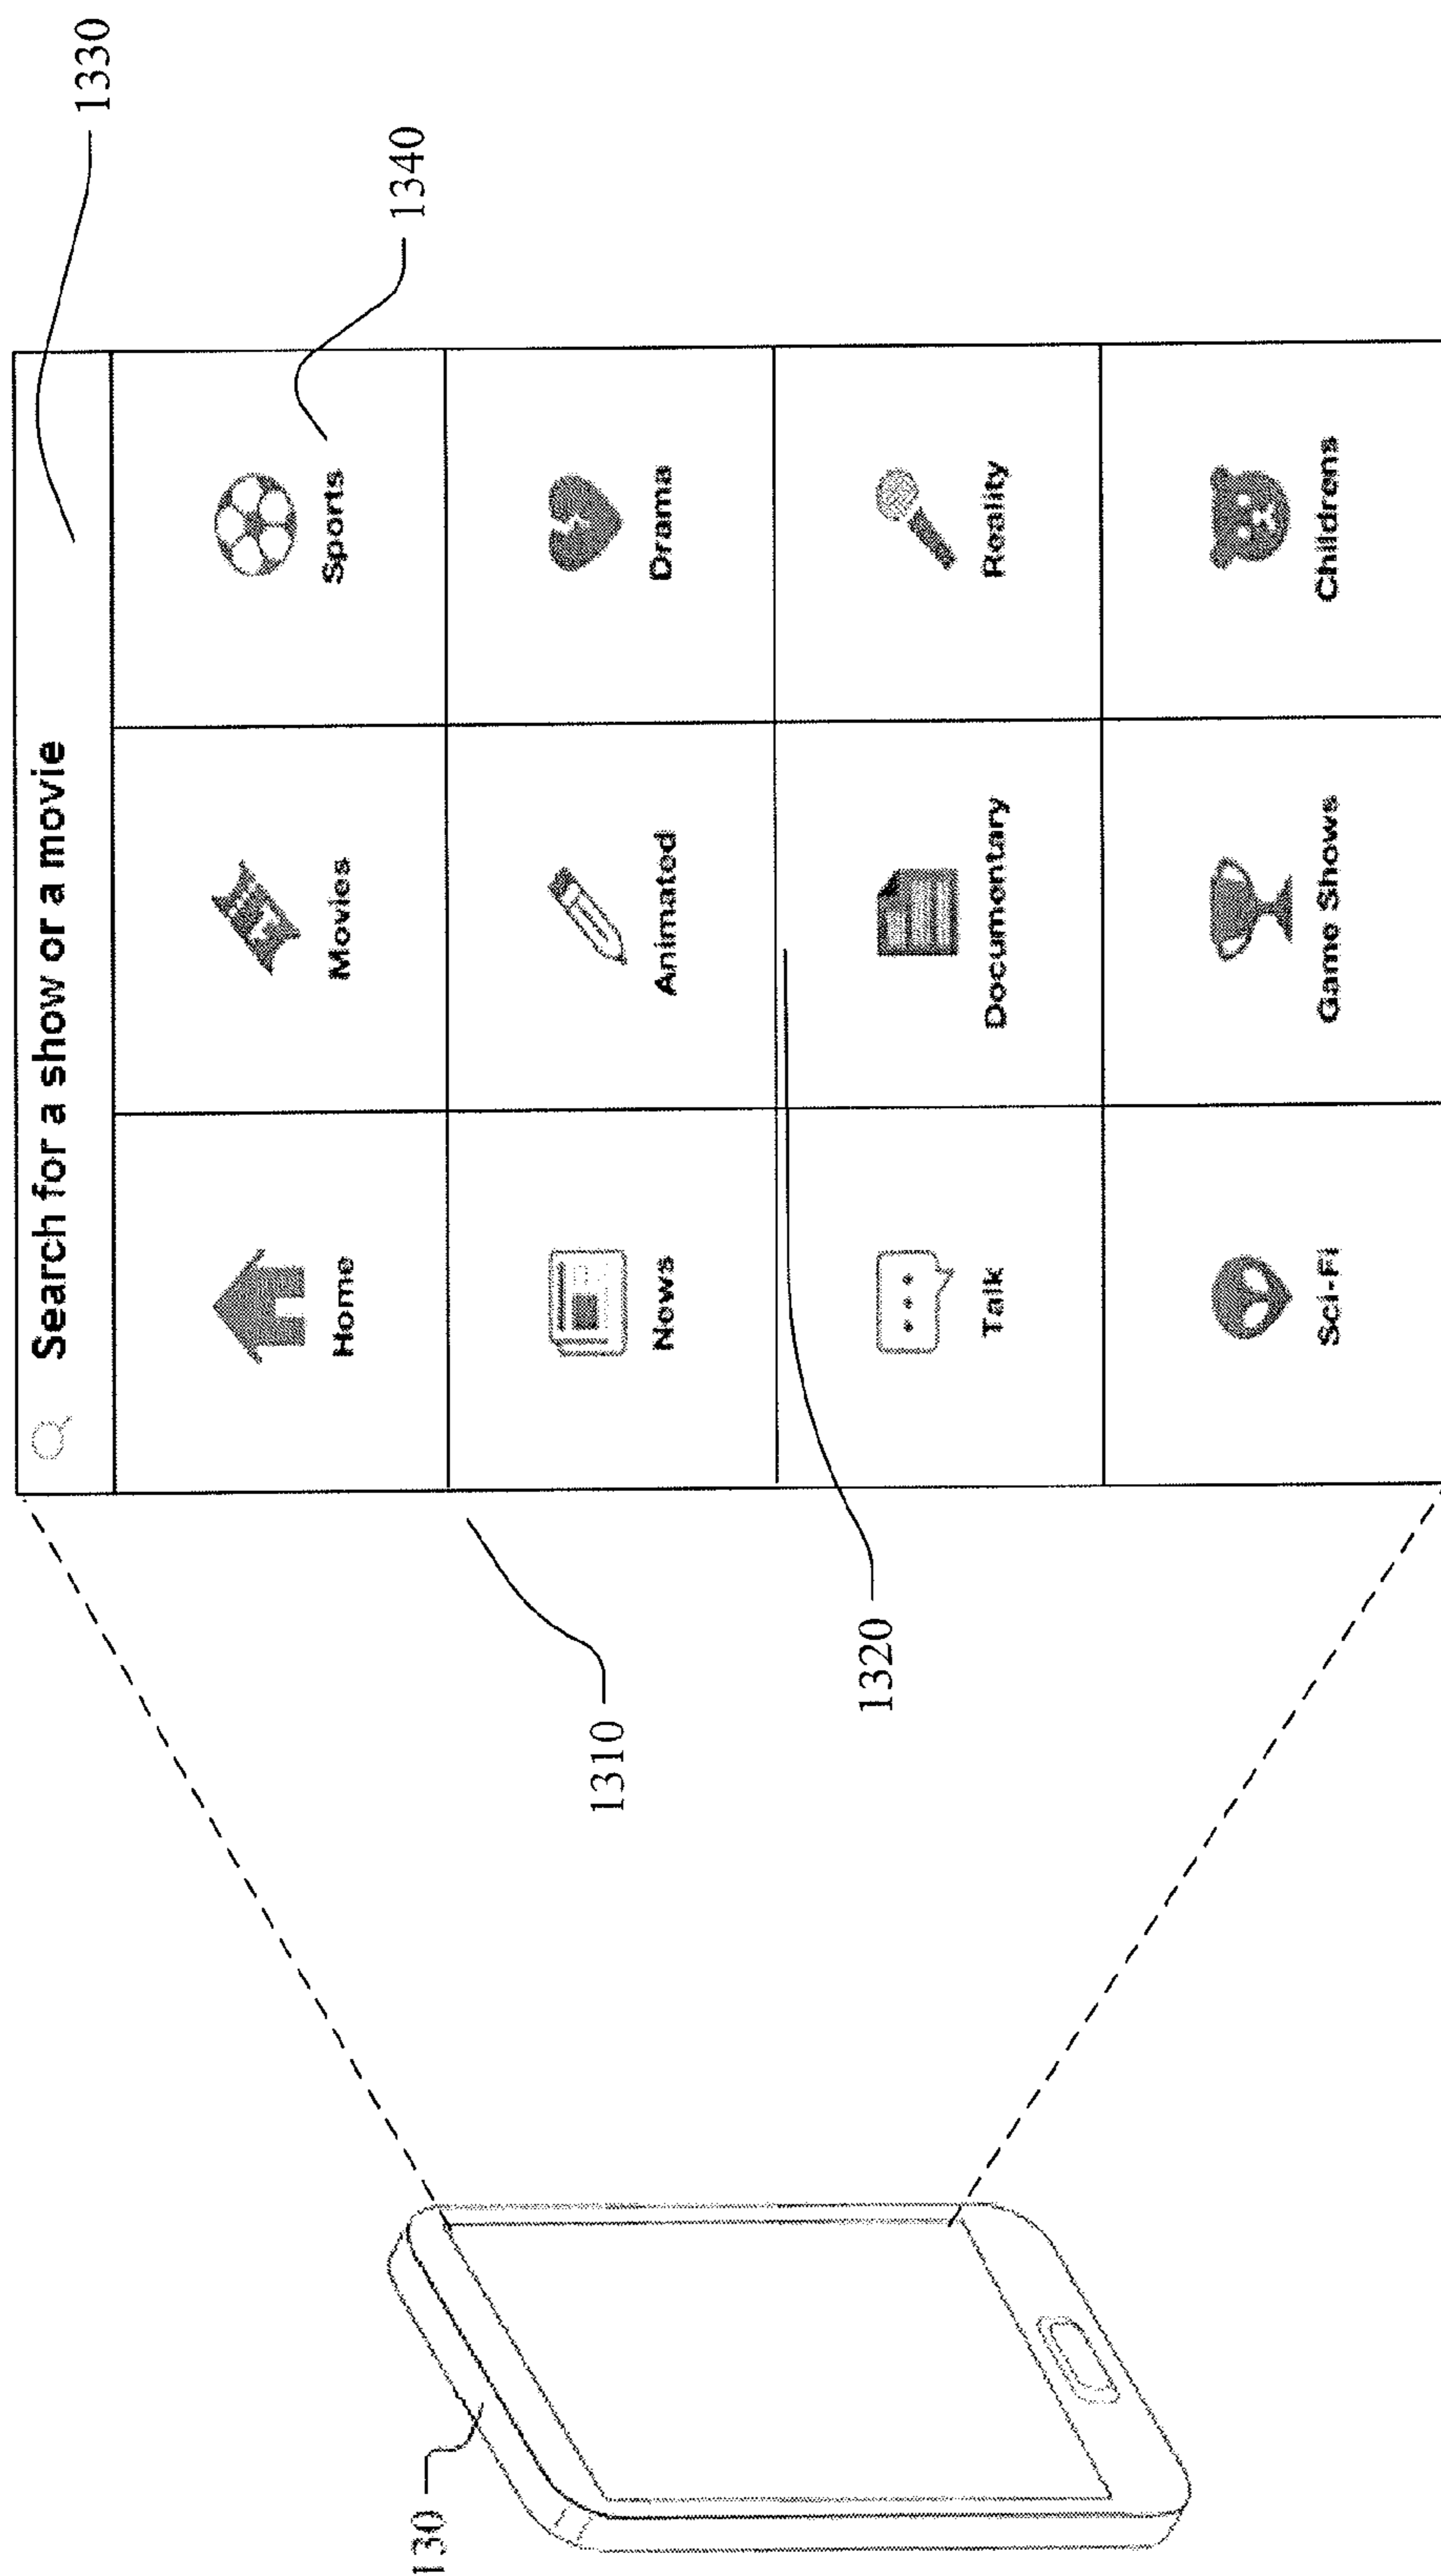 Search for a show or a movie
1330
Home
Movies
Sports
1340
News
Animated
Drama
1310
1320
Talk
Documentary
Reality
Sci-Fi
Game Shows
Childrens
130